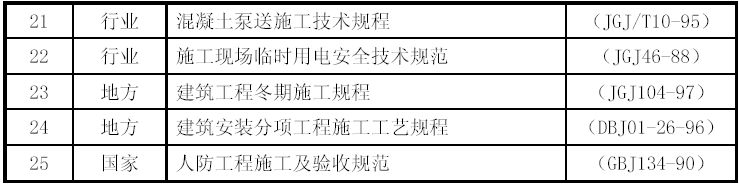 21 行业 混凝土泵送施工技术规程 （JGJ/T10-95）
22 行业 施工现场临时用电安全技术规范 （JGJ46-88）
23 地方 建筑工程冬期施工规程 （JGJ104-97）
24 地方 建筑安装分项工程施工工艺规程 （DBJ01-26-96）
25 国家 人防工程施工及验收规范 （GBJ134-90）